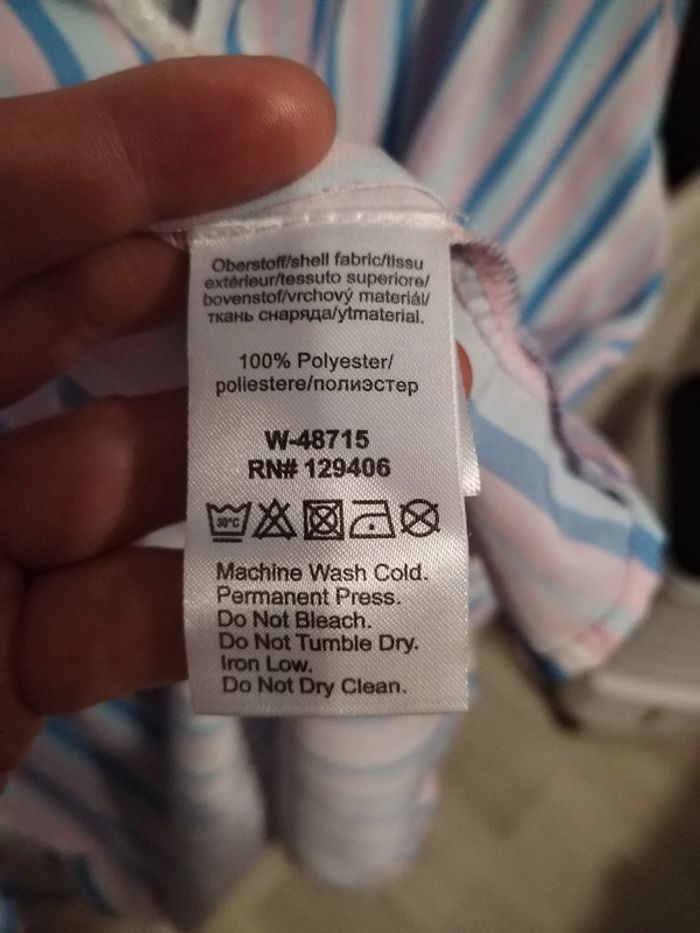 Oberstoff/shell fabric/tissu
extérieur/tessuto superiore/
bovenstof/vrchový materiál/
ткань снаряда/ytmaterial.
100% Polyester/
poliestere/полиэстер
W-48715
RN# 129406
30°C
Machine Wash Cold.
Permanent Press.
Do Not Bleach.
Do Not Tumble Dry.
Iron Low.
Do Not Dry Clean.